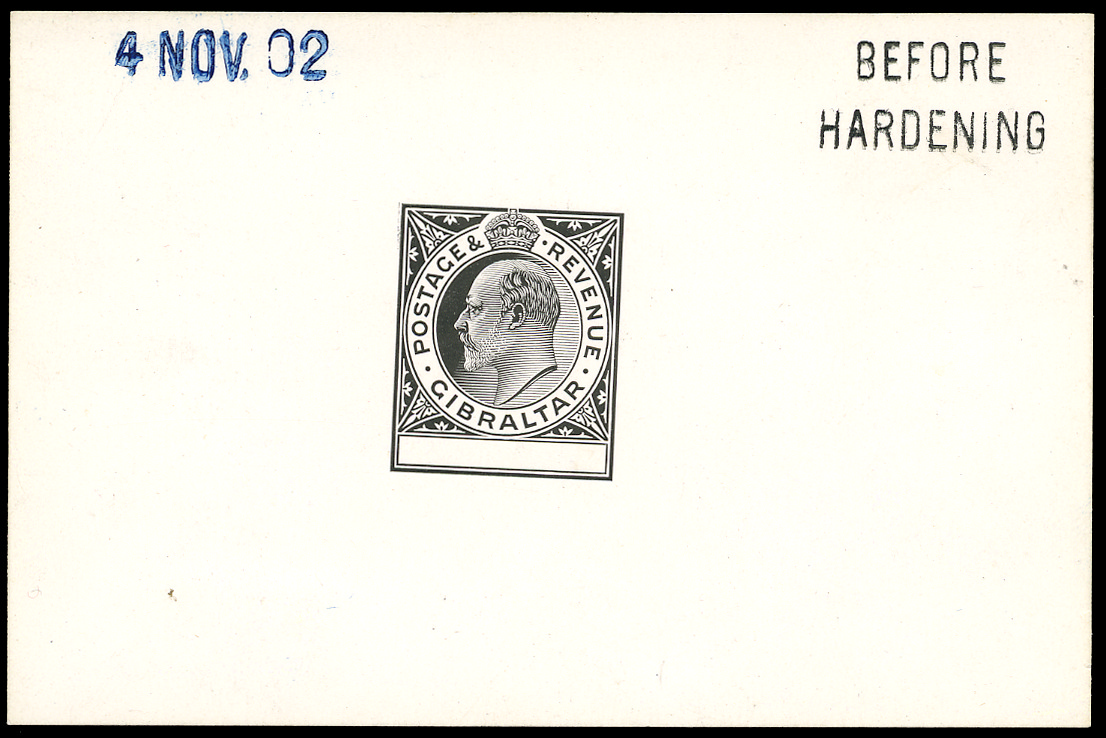 4 NOV. 02
BEFORE
HARDENING
POSTAGE & · REVENUE ·
· GIBRALTAR ·